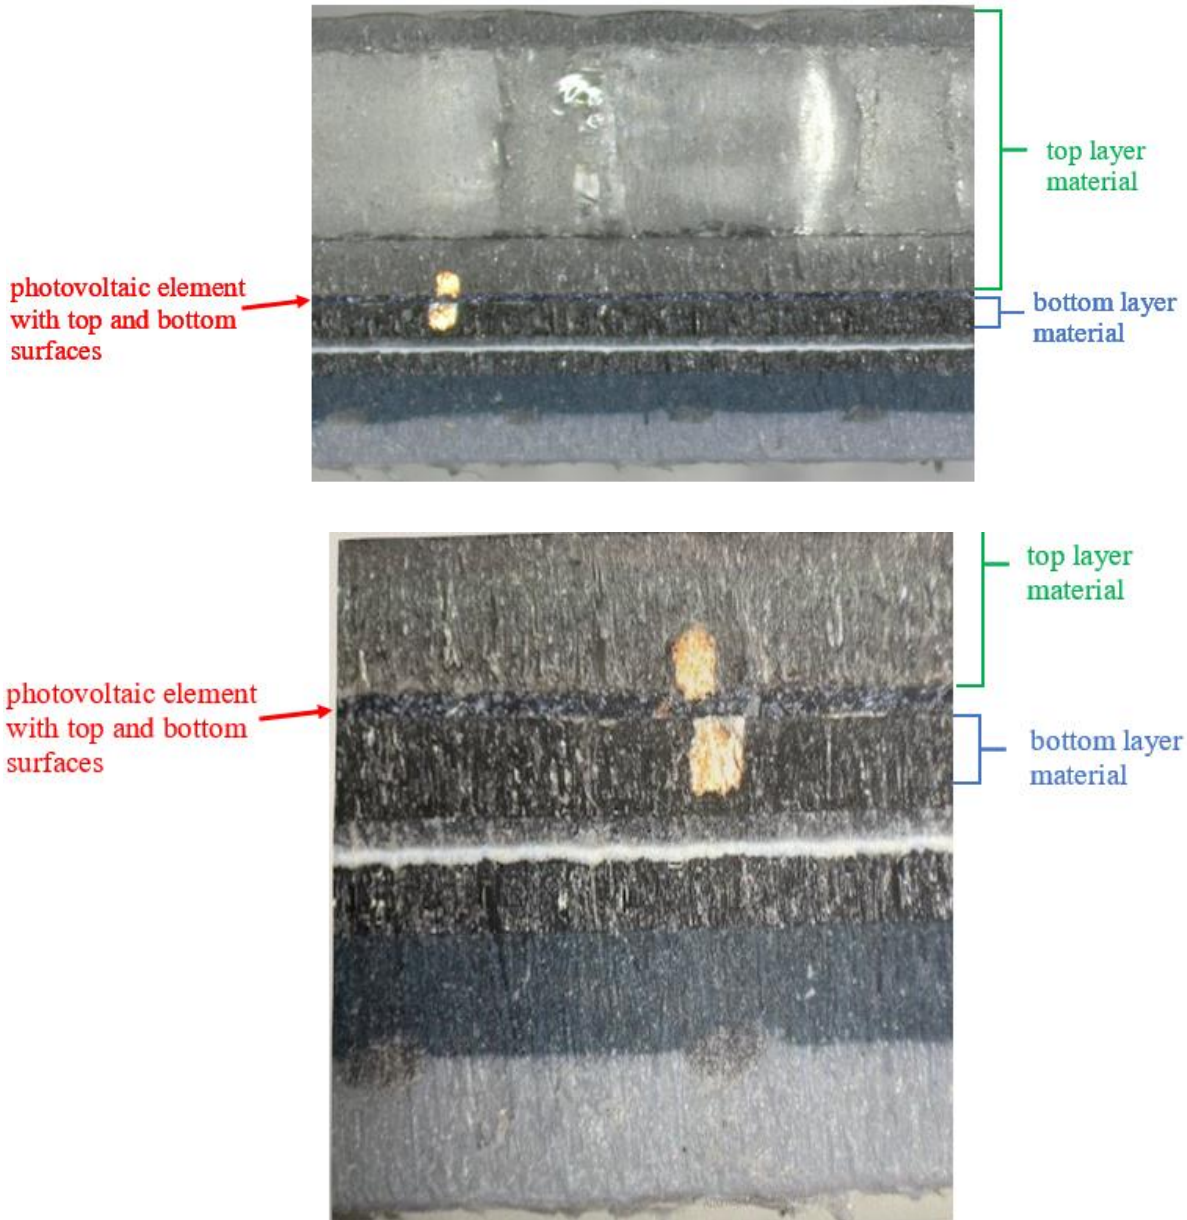 top layer
material
photovoltaic element
with top and bottom
surfaces
bottom layer
material
top layer
material
photovoltaic element
with top and bottom
surfaces
bottom layer
material